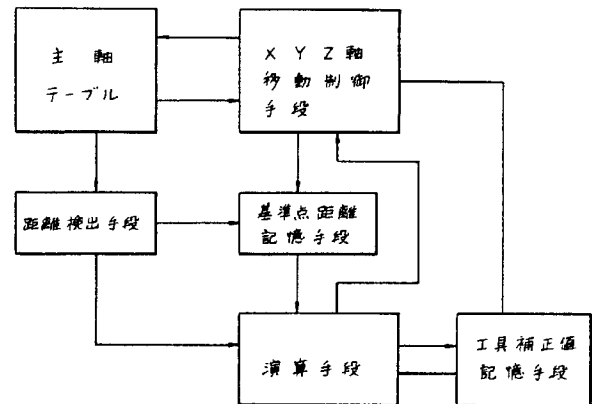 主軸
テーブル
XYZ軸
移動制御
手段
距離検出手段
基準点距離
記憶手段
演算手段
工具補正値
記憶手段